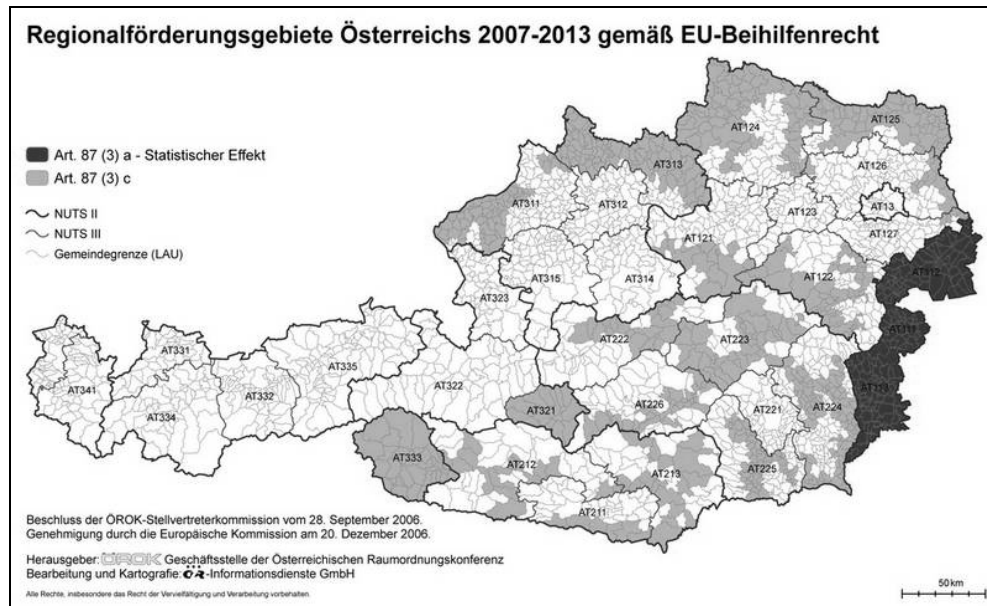 Regionalförderungsgebiete Österreichs 2007-2013 gemäß EU-Beihilfenrecht
Art. 87 (3) a - Statistischer Effekt
Art. 87 (3) c
NUTS II
NUTS III
Gemeindegrenze (LAU)
AT124
AT125
AT313
AT126
AT311
AT312
AT123
AT13
AT121
AT127
AT112
AT315
AT314
AT122
AT323
AT111
AT222
AT223
AT331
AT335
AT341
AT322
AT332
AT113
AT334
AT321
AT226
AT221
AT224
AT333
AT212
AT213
AT225
AT211
Beschluss der ÖROK-Stellvertreterkommission vom 28. September 2006.
Genehmigung durch die Europäische Kommission am 20. Dezember 2006.
Herausgeber: ÖROK Geschäftsstelle der Österreichischen Raumordnungskonferenz
Bearbeitung und Kartografie: ÖR-Informationsdienste GmbH
Alle Rechte, insbesondere das Recht der Vervielfältigung und Verarbeitung vorbehalten.
50 km